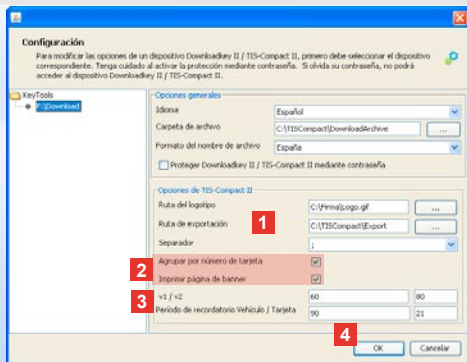 Configuración
Para modificar las opciones de un dispositivo Downloadkey II / TIS-Compact II, primero debe seleccionar el dispositivo
correspondiente. Tenga cuidado al activar la protección mediante contraseña. Si olvida su contraseña, no podrá
acceder al dispositivo Downloadkey II / TIS-Compact II.
KeyTools
F:\Download
Opciones generales
Idioma Español
Carpeta de archivo C:\TISCompact\DownloadArchive ...
Formato del nombre de archivo España
Proteger Downloadkey II / TIS-Compact II mediante contraseña
Opciones de TIS-Compact II
Ruta del logotipo C:\Firma\Logo.gif ...
1
Ruta de exportación C:\TISCompact\Export ...
Separador ;
2 Agrupar por número de tarjeta
Imprimir página de banner
3 v1 / v2 60 80
Período de recordatorio Vehículo / Tarjeta 90 21
4
OK Cancelar